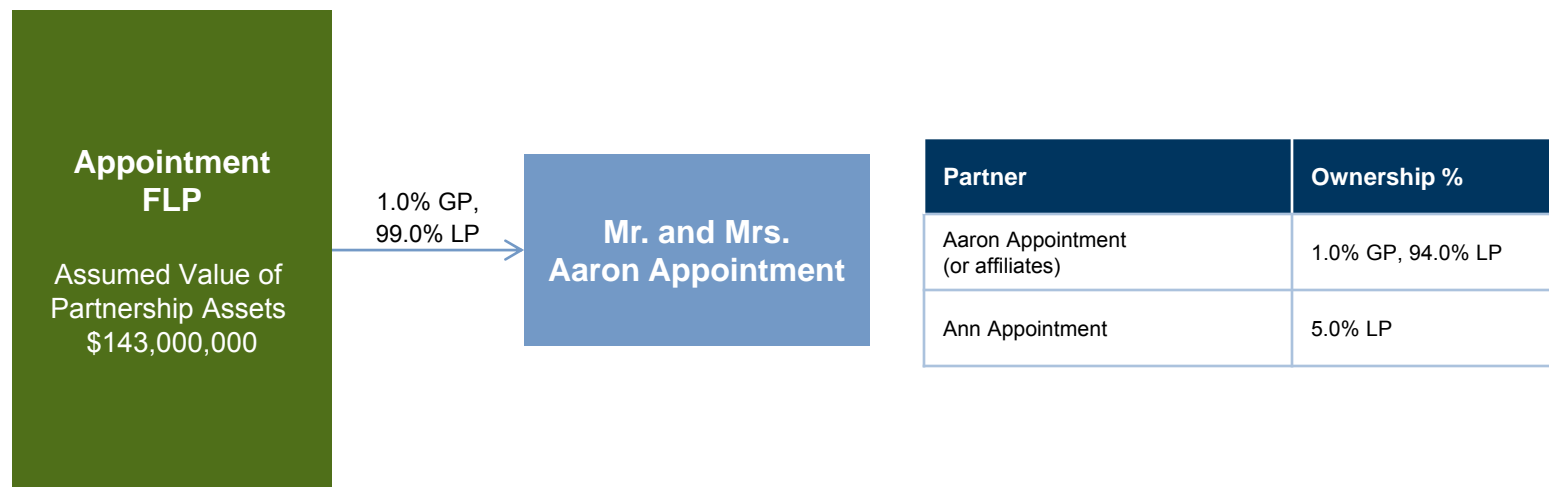 Appointment
FLP
Assumed Value of
Partnership Assets
$143,000,000
1.0% GP,
99.0% LP
Mr. and Mrs.
Aaron Appointment
Partner
Ownership %
Aaron Appointment
(or affiliates)
1.0% GP, 94.0% LP
Ann Appointment
5.0% LP